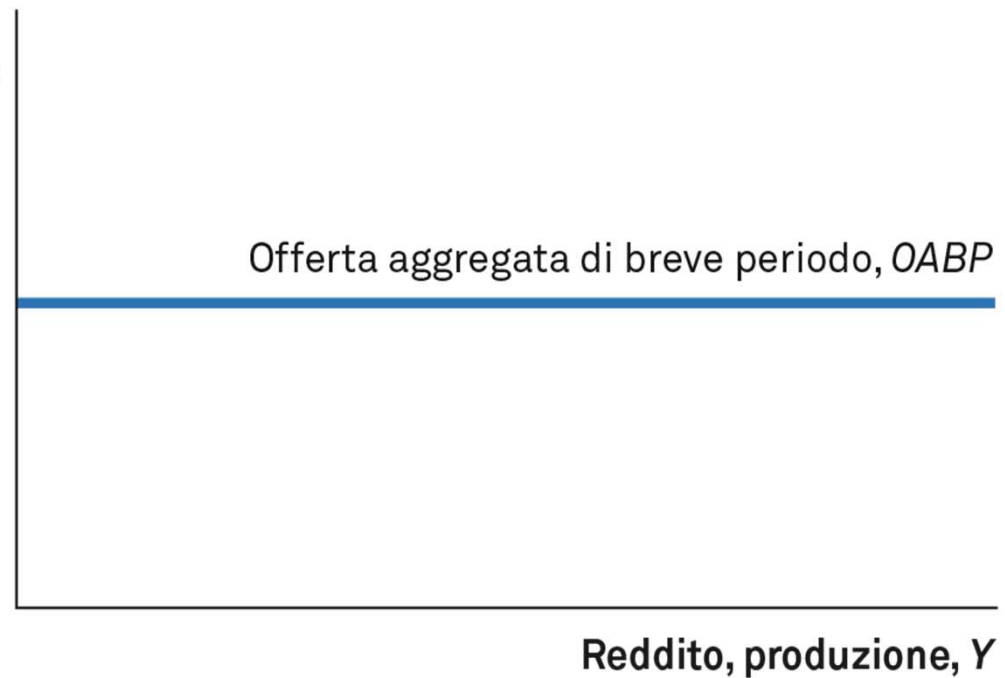 Offerta aggregata di breve periodo, OABP
Reddito, produzione, Y